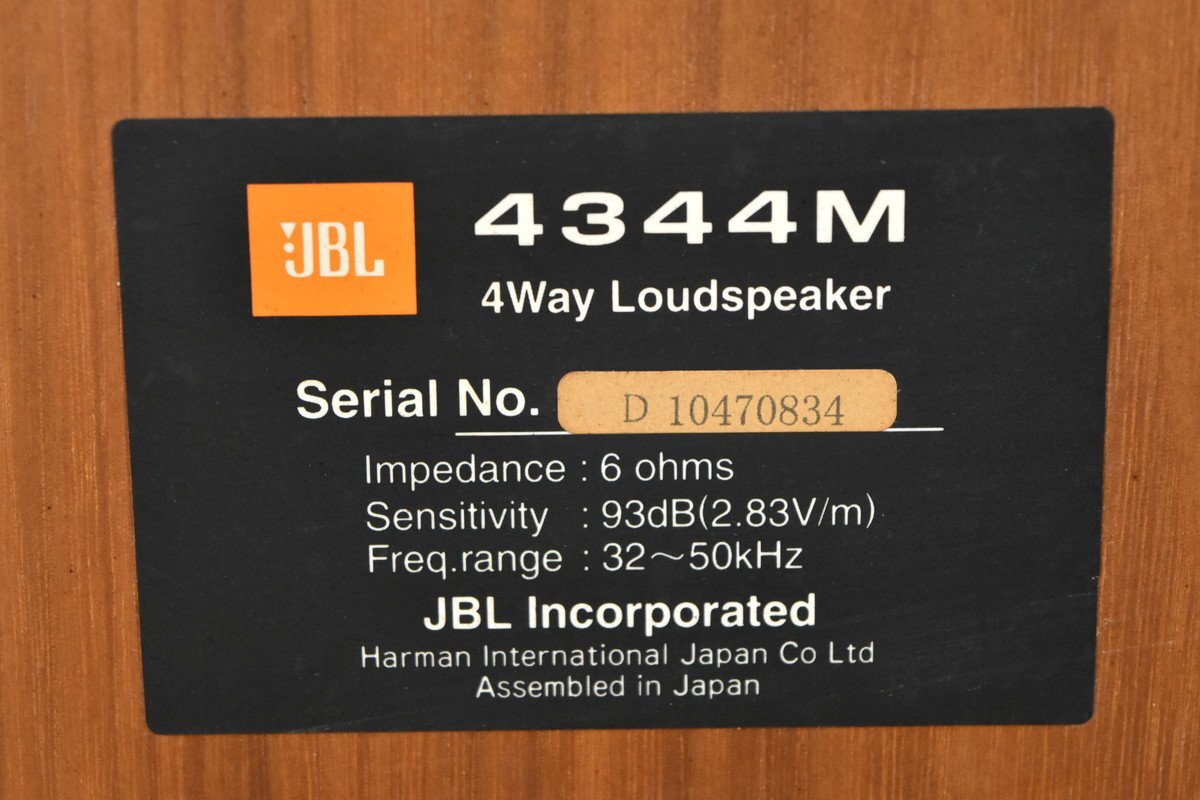 JBL
4344M
4Way Loudspeaker
Serial No. D 10470834
Impedance : 6 ohms
Sensitivity : 93dB(2.83V/m)
Freq.range : 32～50kHz
JBL Incorporated
Harman International Japan Co Ltd
Assembled in Japan